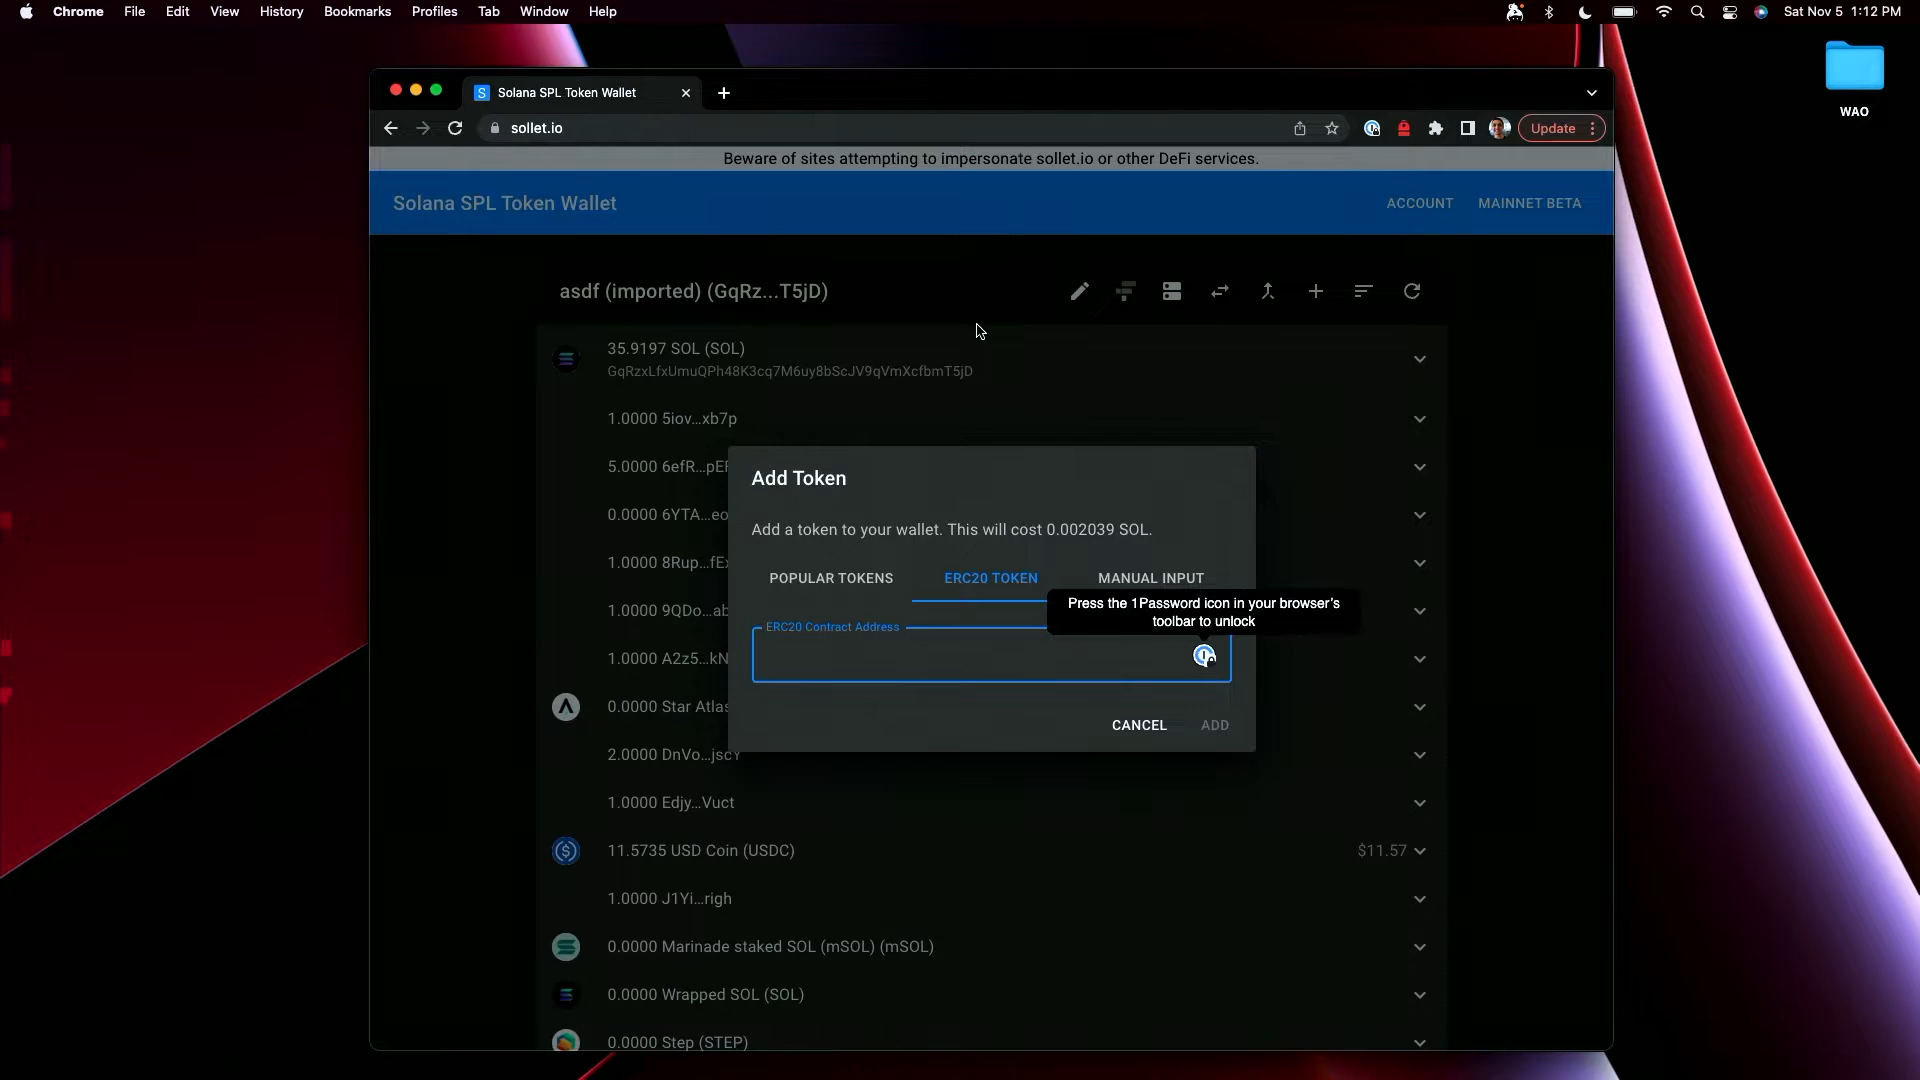 Chrome File Edit View History Bookmarks Profiles Tab Window Help Sat Nov 5 1:12 PM
WAO
Solana SPL Token Wallet
sollet.io Update
Beware of sites attempting to impersonate sollet.io or other DeFi services.
Solana SPL Token Wallet ACCOUNT MAINNET BETA
asdf (imported) (GqRz...T5jD)
35.9197 SOL (SOL)
GqRzxLfxUmuQPh48K3cq7M6uy8bScJV9qVmXcfbmT5jD
1.0000 5iov…xb7p
5.0000 6efR…pEF
0.0000 6YTA…eo
1.0000 8Rup…fEx
1.0000 9QDo…ab
1.0000 A2z5…kN
0.0000 Star Atlas
2.0000 DnVo…jscY
1.0000 Edjy…Vuct
11.5735 USD Coin (USDC) $11.57
1.0000 J1Yi…righ
0.0000 Marinade staked SOL (mSOL) (mSOL)
0.0000 Wrapped SOL (SOL)
0.0000 Step (STEP)
Add Token
Add a token to your wallet. This will cost 0.002039 SOL.
POPULAR TOKENS ERC20 TOKEN MANUAL INPUT
Press the 1Password icon in your browser's
toolbar to unlock
ERC20 Contract Address
CANCEL ADD